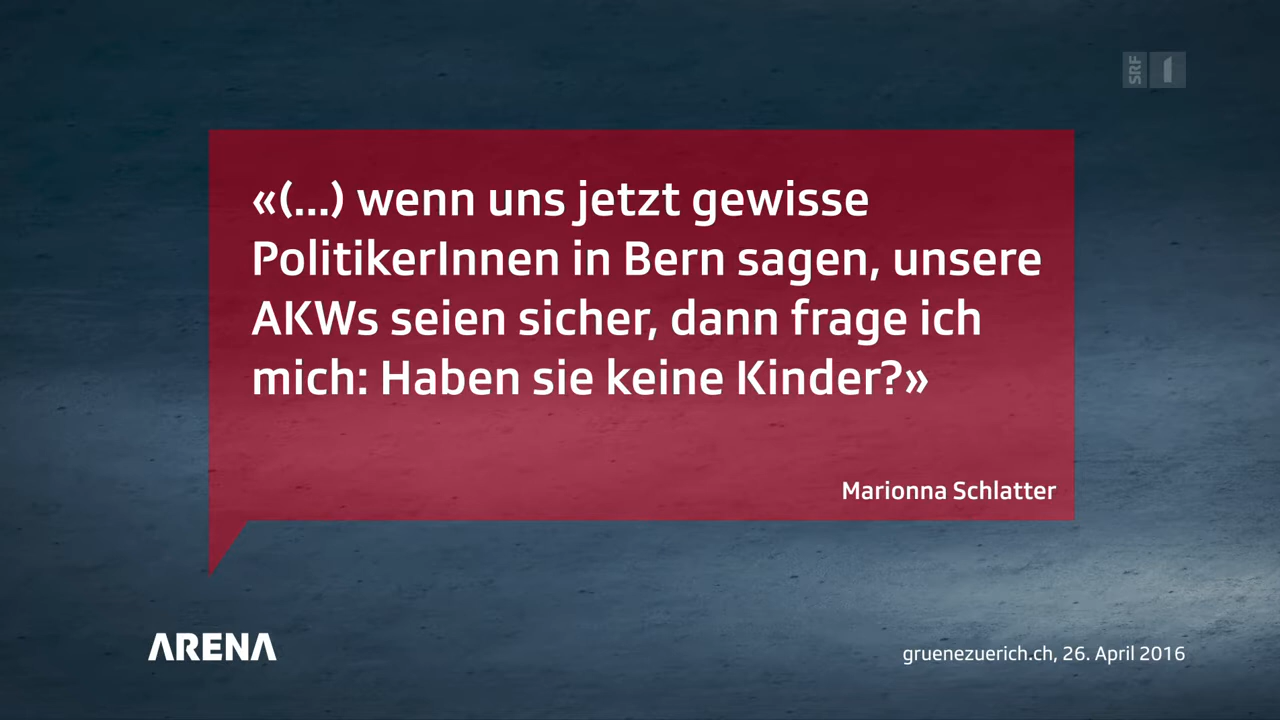 SRF 1
«(...) wenn uns jetzt gewisse
PolitikerInnen in Bern sagen, unsere
AKWs seien sicher, dann frage ich
mich: Haben sie keine Kinder?»
Marionna Schlatter
ARENA
gruenezuerich.ch, 26. April 2016